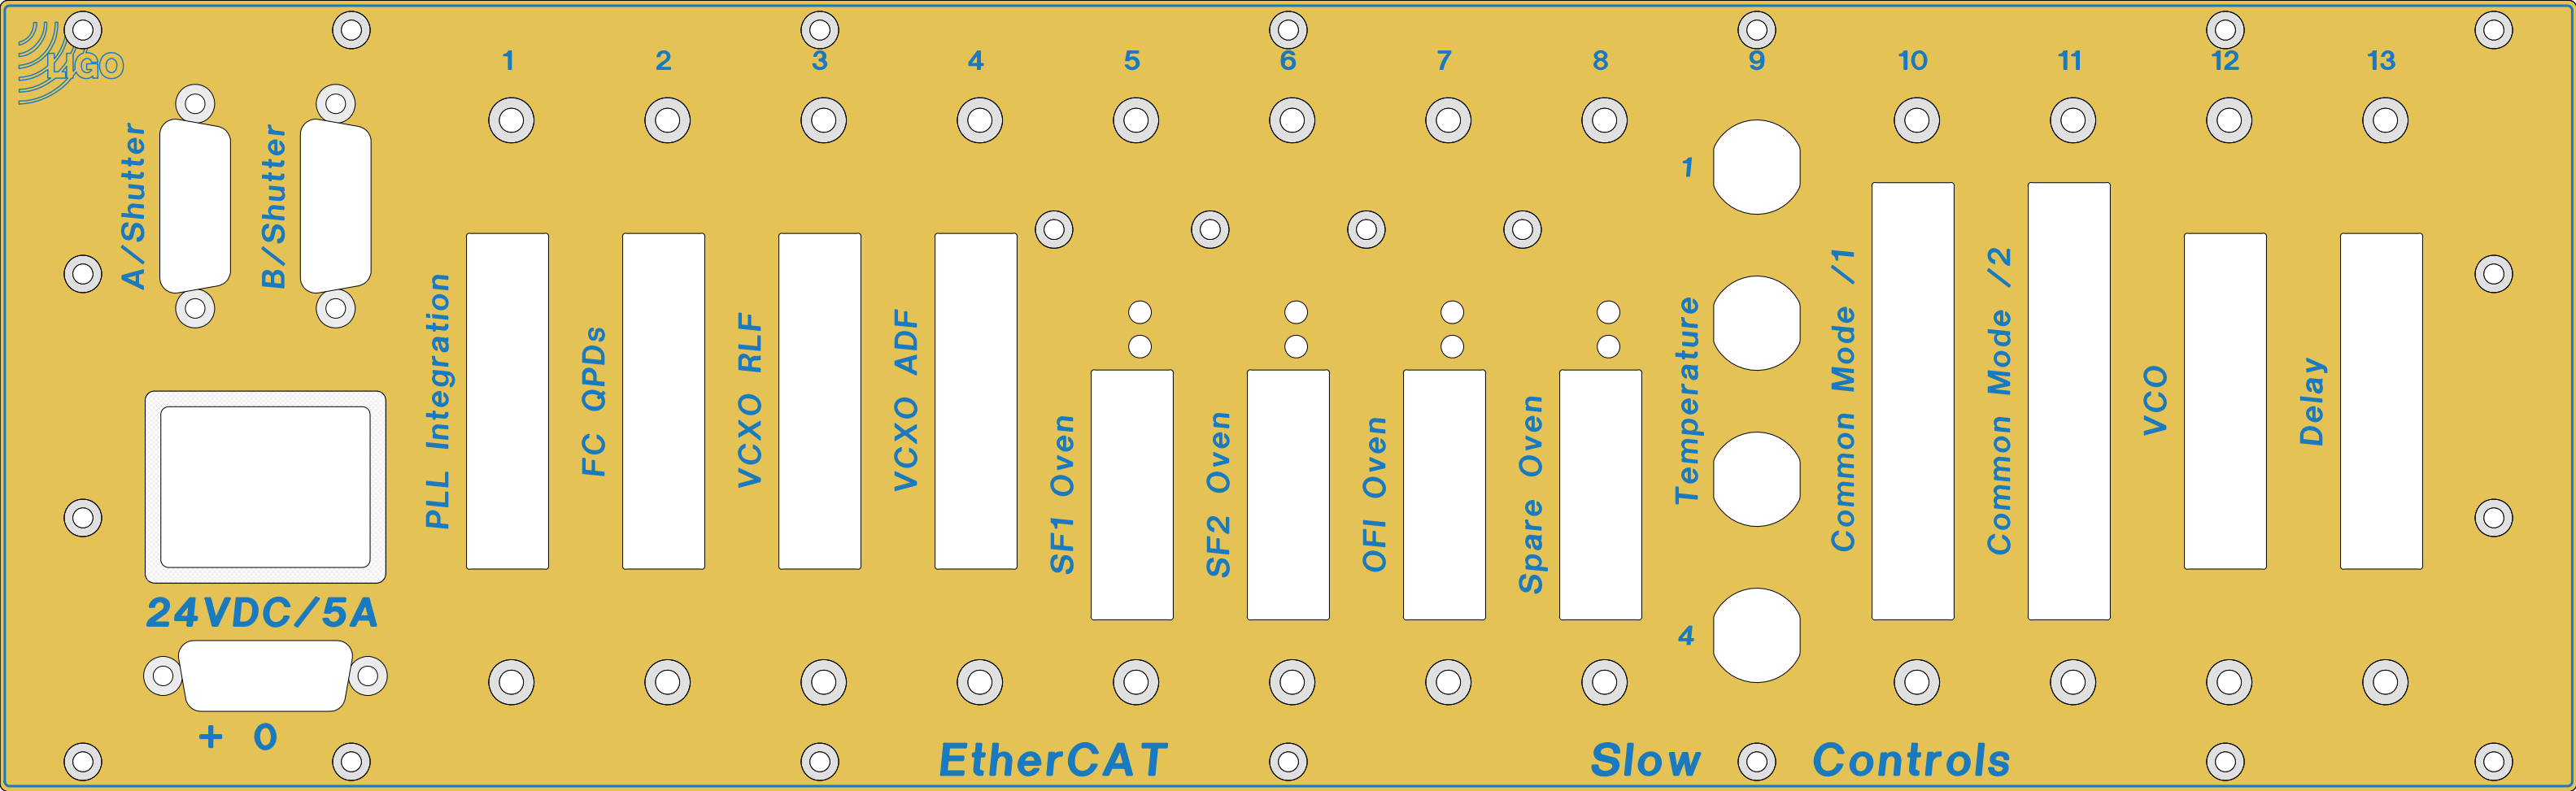 LIGO
1 2 3 4 5 6 7 8 9 10 11 12 13
A/Shutter
B/Shutter
24VDC/5A
+ 0
PLL Integration
FC QPDs
VCXO RLF
VCXO ADF
SF1 Oven
SF2 Oven
OFI Oven
Spare Oven
1
Temperature
4
Common Mode /1
Common Mode /2
VCO
Delay
EtherCAT Slow Controls